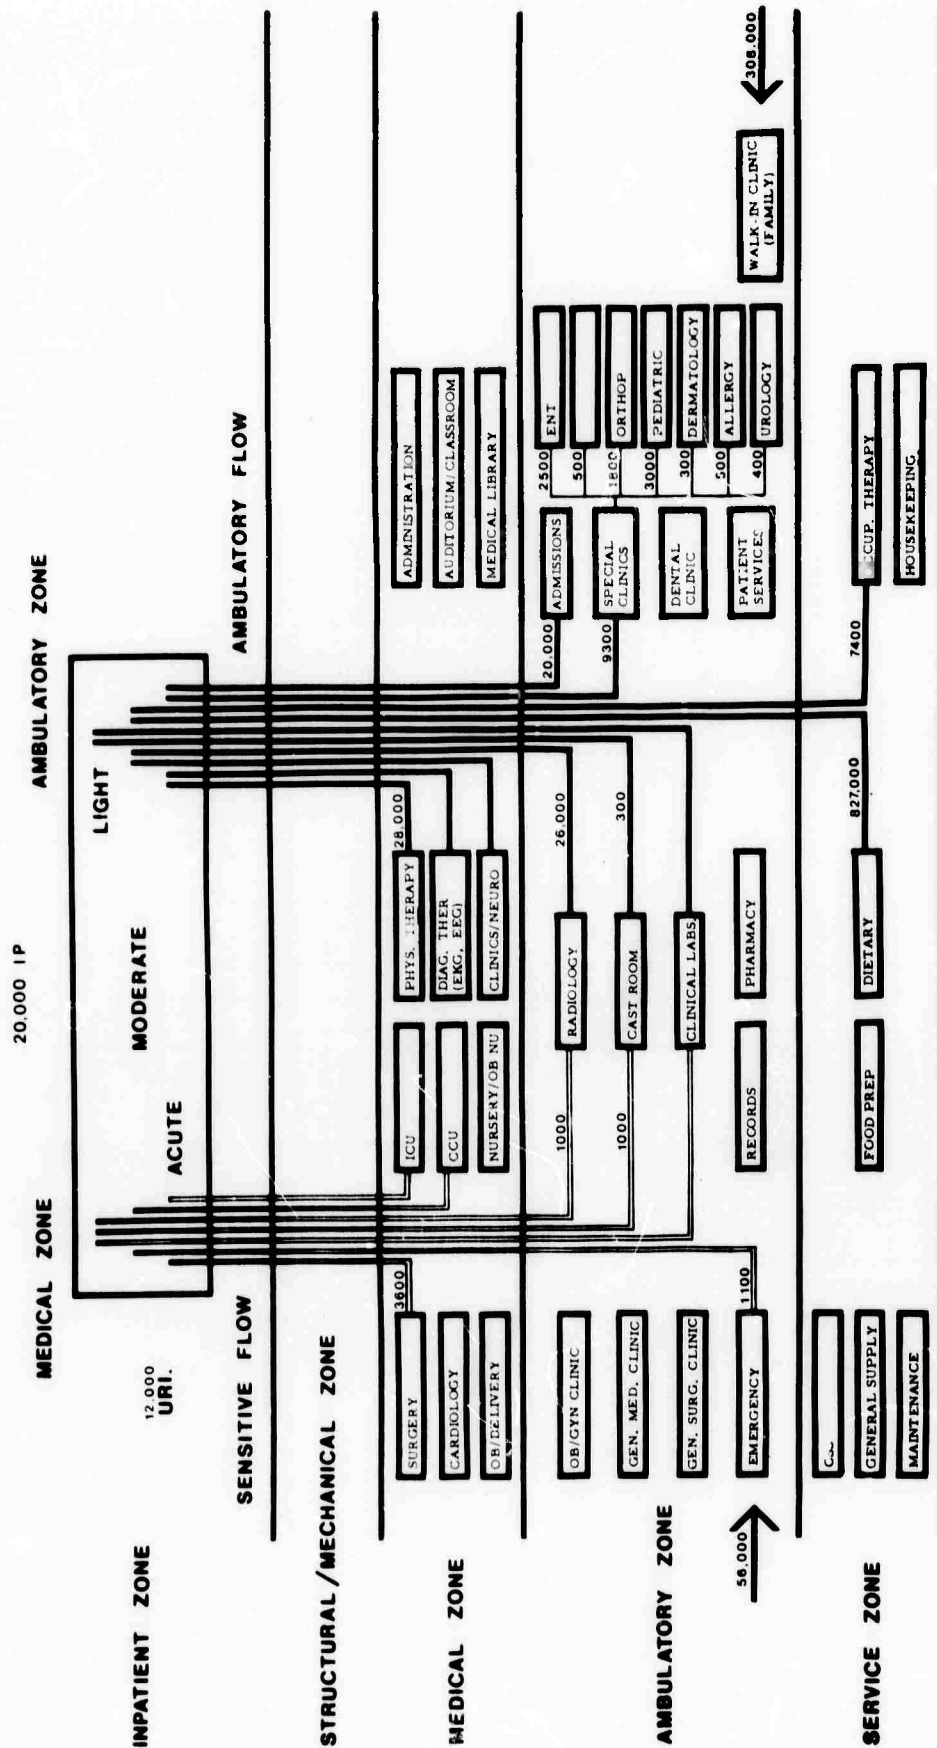 20,000 IP
MEDICAL ZONE
AMBULATORY ZONE
INPATIENT ZONE
12,000
URI.
ACUTE
MODERATE
LIGHT
SENSITIVE FLOW
AMBULATORY FLOW
STRUCTURAL/MECHANICAL ZONE
MEDICAL ZONE
3600
28,000
SURGERY
ICU
PHYS. THERAPY
ADMINISTRATION
CARDIOLOGY
CCU
DIAG. THER
(EKG, EEG)
AUDITORIUM/CLASSROOM
OB/DELIVERY
NURSERY/OB NU
CLINICS/NEURO
MEDICAL LIBRARY
AMBULATORY ZONE
OB/GYN CLINIC
1000
RADIOLOGY
26,000
20,000
ADMISSIONS
2500
ENT
500
GEN. MED. CLINIC
1000
CAST ROOM
300
9300
SPECIAL
CLINICS
1800
ORTHOP
3000
PEDIATRIC
GEN. SURG. CLINIC
CLINICAL LABS
DENTAL
CLINIC
300
DERMATOLOGY
500
ALLERGY
56,000
EMERGENCY
1100
RECORDS
PHARMACY
PATIENT
SERVICES
400
UROLOGY
WALK-IN CLINIC
(FAMILY)
308,000
SERVICE ZONE
GENERAL SUPPLY
FOOD PREP
DIETARY
827,000
7400
THERAPY
MAINTENANCE
HOUSEKEEPING